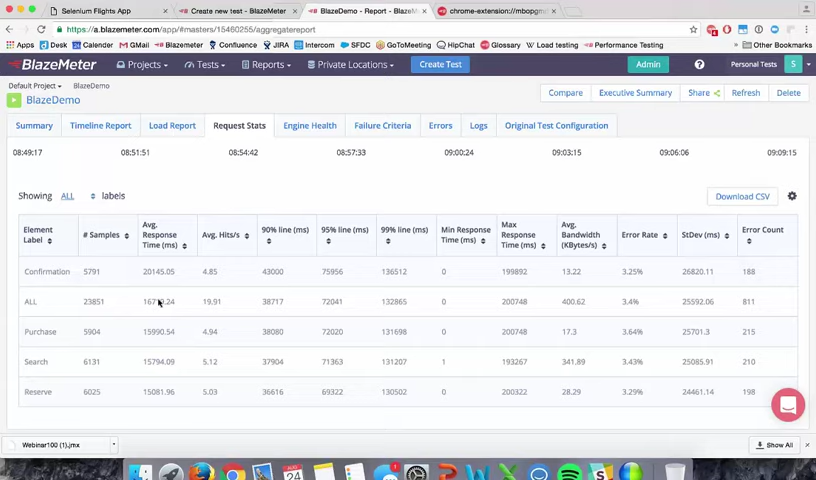 Selenium Flights App
Create new test - BlazeMeter
BlazeDemo - Report - BlazeM
chrome-extension://mbopgm
https://a.blazemeter.com/app/#masters/15460255/aggregatereport
Apps
Desk
Calendar
GMail
Blazemeter
Confluence
JIRA
Intercom
SFDC
GoToMeeting
HipChat
Glossary
Load testing
Performance Testing
Other Bookmarks
BlazeMeter
Projects
Tests
Reports
Private Locations
Create Test
Admin
Personal Tests
S
Default Project
BlazeDemo
BlazeDemo
Compare
Executive Summary
Share
Refresh
Delete
Summary
Timeline Report
Load Report
Request Stats
Engine Health
Failure Criteria
Errors
Logs
Original Test Configuration
08:49:17 08:51:51 08:54:42 08:57:33 09:00:24 09:03:15 09:06:06 09:09:15
Showing ALL labels
Download CSV
Element Label # Samples Avg. Response Time (ms) Avg. Hits/s 90% line (ms) 95% line (ms) 99% line (ms) Min Response Time (ms) Max Response Time (ms) Avg. Bandwidth (KBytes/s) Error Rate StDev (ms) Error Count
Confirmation 5791 20145.05 4.85 43000 75956 136512 0 199892 13.22 3.25% 26820.11 188
ALL 23851 19.91 38717 72041 132865 0 200748 400.62 3.4% 25592.06 811
Purchase 5904 15990.54 4.94 38080 72020 131698 0 200748 17.3 3.64% 25701.3 215
Search 6131 15794.09 5.12 37904 71363 131207 1 193267 341.89 3.43% 25085.91 210
Reserve 6025 15081.96 5.03 36616 69322 130502 0 200322 28.29 3.29% 24461.14 198
Webinar100 (1).jmx
Show All